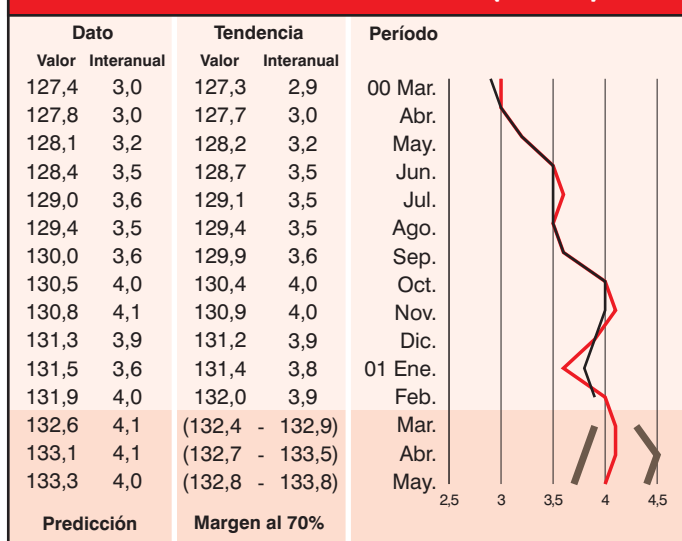 Dato Tendencia Período
Valor Interanual Valor Interanual
127,4 3,0 127,3 2,9 00 Mar.
127,8 3,0 127,7 3,0 Abr.
128,1 3,2 128,2 3,2 May.
128,4 3,5 128,7 3,5 Jun.
129,0 3,6 129,1 3,5 Jul.
129,4 3,5 129,4 3,5 Ago.
130,0 3,6 129,9 3,6 Sep.
130,5 4,0 130,4 4,0 Oct.
130,8 4,1 130,9 4,0 Nov.
131,3 3,9 131,2 3,9 Dic.
131,5 3,6 131,4 3,8 01 Ene.
131,9 4,0 132,0 3,9 Feb.
132,6 4,1 (132,4 - 132,9) Mar.
133,1 4,1 (132,7 - 133,5) Abr.
133,3 4,0 (132,8 - 133,8) May.
2,5 3 3,5 4 4,5
Predicción Margen al 70%